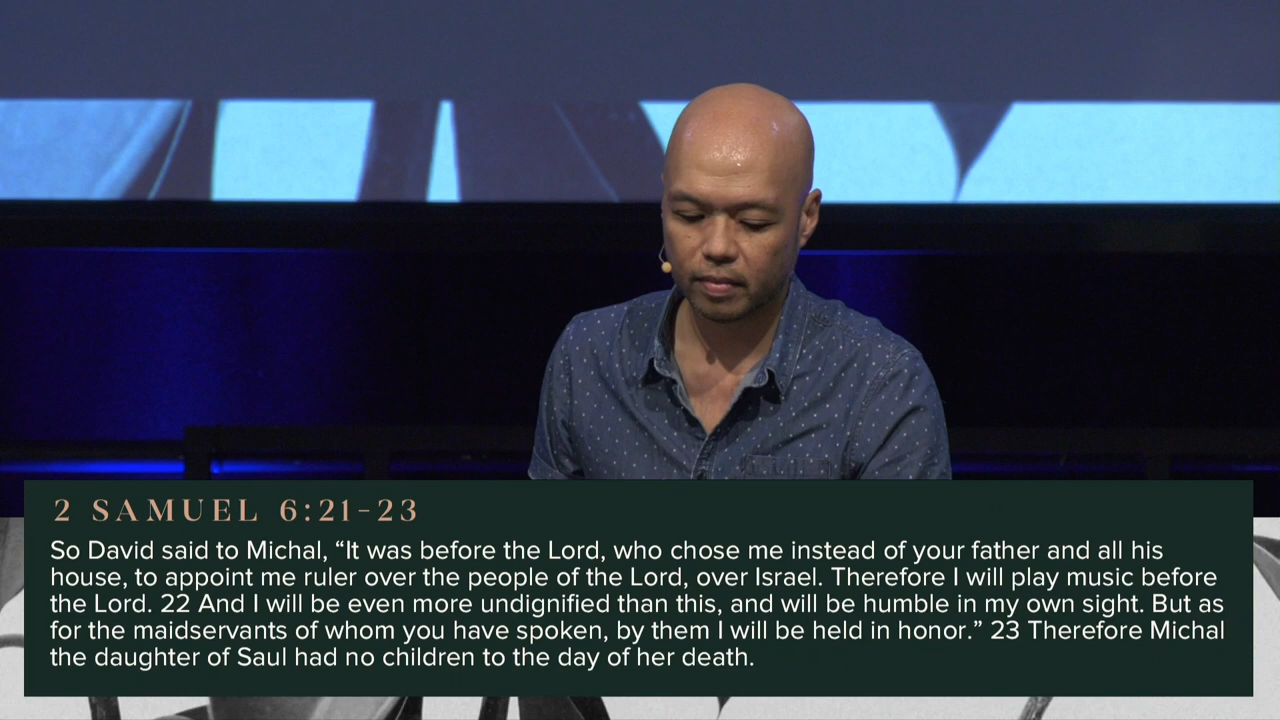 2 SAMUEL 6:21-23
So David said to Michal, “It was before the Lord, who chose me instead of your father and all his
house, to appoint me ruler over the people of the Lord, over Israel. Therefore I will play music before
the Lord. 22 And I will be even more undignified than this, and will be humble in my own sight. But as
for the maidservants of whom you have spoken, by them I will be held in honor.” 23 Therefore Michal
the daughter of Saul had no children to the day of her death.